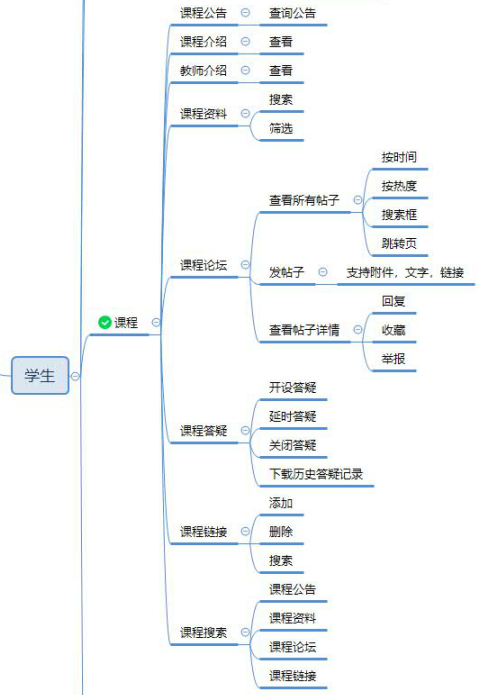 课程公告
查询公告
课程介绍
查看
教师介绍
查看
课程资料
搜索
筛选
课程论坛
查看所有帖子
按时间
按热度
搜索框
跳转页
发帖子
支持附件，文字，链接
查看帖子详情
回复
收藏
举报
课程
学生
课程答疑
开设答疑
延时答疑
关闭答疑
下载历史答疑记录
课程链接
添加
删除
搜索
课程搜索
课程公告
课程资料
课程论坛
课程链接